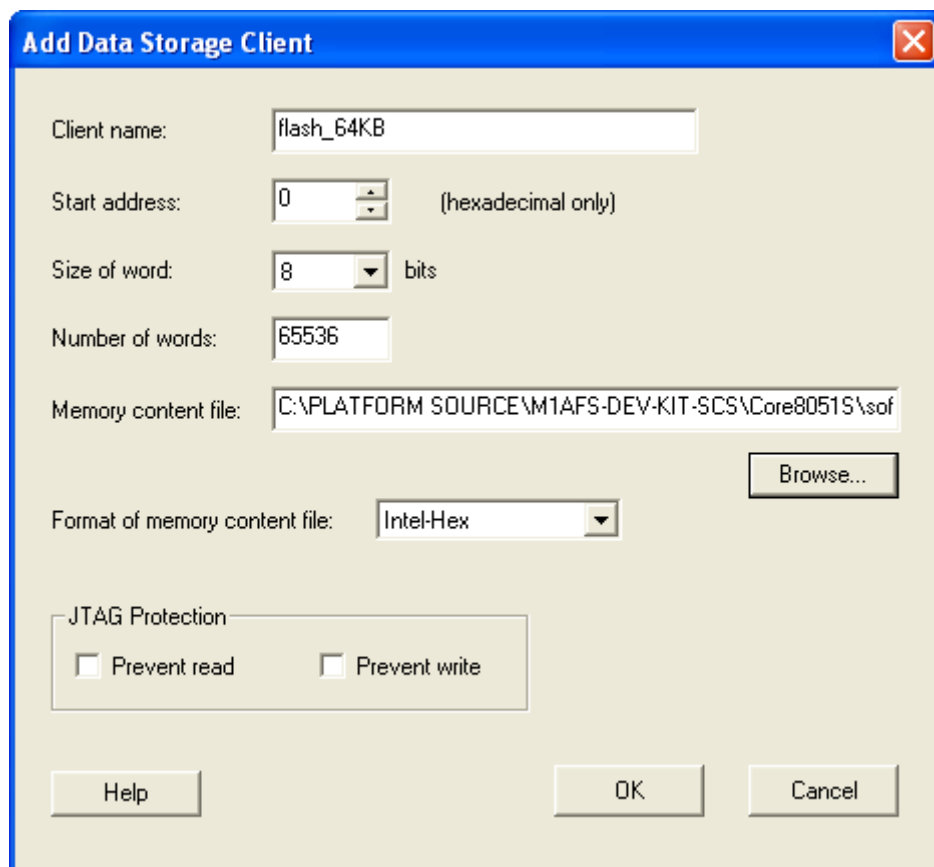 Add Data Storage Client
Client name: flash_64KB
Start address: 0 (hexadecimal only)
Size of word: 8 bits
Number of words: 65536
Memory content file: C:\PLATFORM SOURCE\M1AFS-DEV-KIT-SCS\Core8051S\sof
Browse...
Format of memory content file: Intel-Hex
JTAG Protection
Prevent read Prevent write
Help OK Cancel